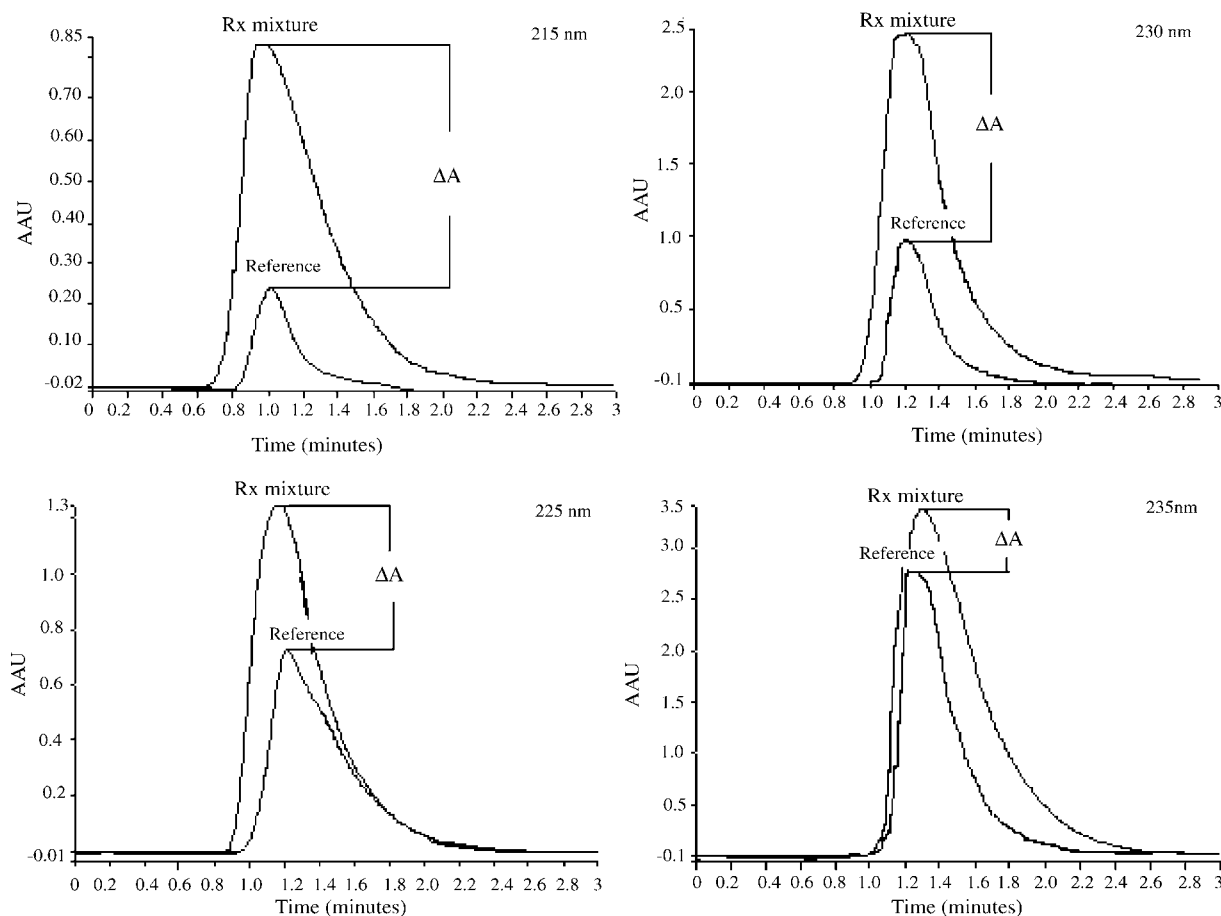 Rx mixture
215 nm
0.85
0.70
0.60
0.50
0.40
0.30
0.20
0.10
-0.02
AAU
ΔA
Reference
0 0.2 0.4 0.6 0.8 1.0 1.2 1.4 1.6 1.8 2.0 2.2 2.4 2.6 2.8 3
Time (minutes)
Rx mixture
230 nm
2.5
2.0
1.5
1.0
0.5
-0.1
AAU
ΔA
Reference
0 0.2 0.4 0.6 0.8 1.0 1.2 1.4 1.6 1.8 2.0 2.2 2.4 2.6 2.8 3
Time (minutes)
Rx mixture
225 nm
1.3
1.0
0.8
0.6
0.4
0.2
-0.01
AAU
ΔA
Reference
0 0.2 0.4 0.6 0.8 1.0 1.2 1.4 1.6 1.8 2.0 2.2 2.4 2.6 2.8 3
Time (minutes)
Rx mixture
235nm
3.5
3.0
2.5
2.0
1.5
1.0
0.5
-0.1
AAU
ΔA
Reference
0 0.2 0.4 0.6 0.8 1.0 1.2 1.4 1.6 1.8 2.0 2.2 2.4 2.6 2.8 3
Time (minutes)